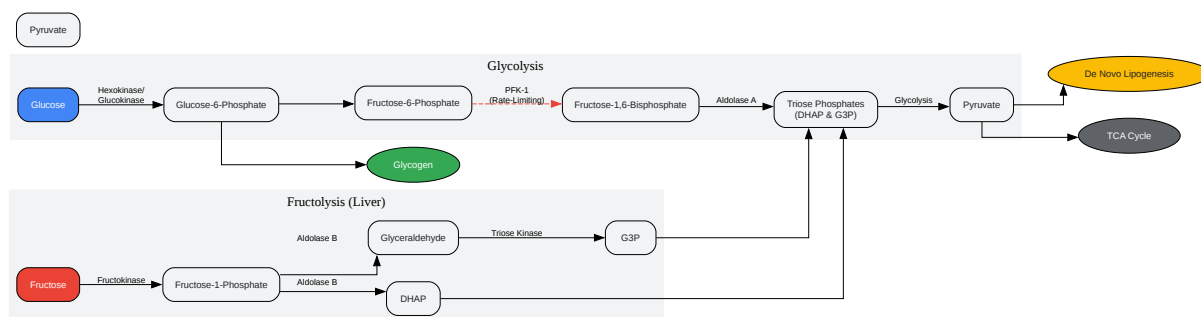 Pyruvate
Glycolysis
De Novo Lipogenesis
Glucose
Hexokinase/
Glucokinase
Glucose-6-Phosphate
Fructose-6-Phosphate
PFK-1
(Rate-Limiting)
Fructose-1,6-Bisphosphate
Aldolase A
Triose Phosphates
(DHAP & G3P)
Glycolysis
Pyruvate
TCA Cycle
Glycogen
Fructolysis (Liver)
Aldolase B
Glyceraldehyde
Triose Kinase
G3P
Fructose
Fructokinase
Fructose-1-Phosphate
Aldolase B
DHAP